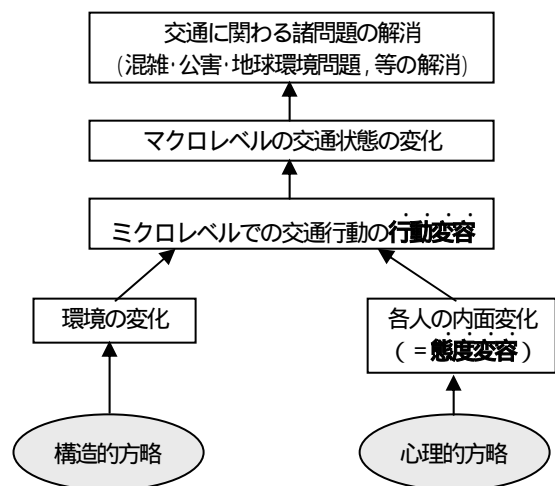 交通に関わる諸問題の解消
(混雑・公害・地球環境問題,等の解消)
マクロレベルの交通状態の変化
ミクロレベルでの交通行動の行動変容
環境の変化
各人の内面変化
(=態度変容)
構造的方略
心理的方略